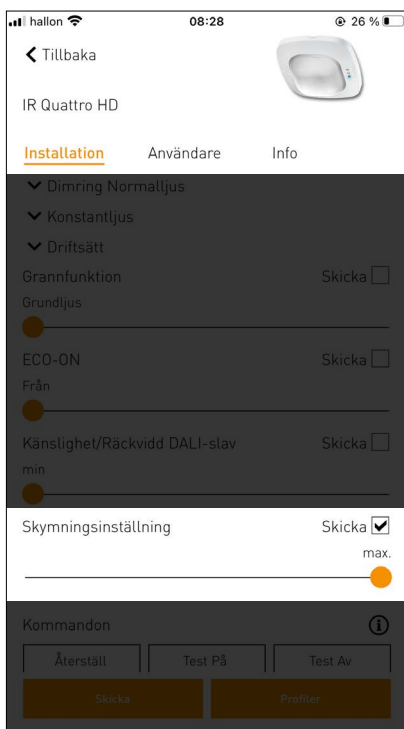 hallon 08:28 26 %
Tillbaka
IR Quattro HD
Installation Användare Info
Dimring Normalljus
Konstantljus
Driftsätt
Grannfunktion Skicka
Grundljus
ECO-ON Skicka
Från
Känslighet/Räckvidd DALI-slav Skicka
min
Skymningsinställning Skicka
max.
Kommandon
Återställ Test På Test Av
Skicka Profiler